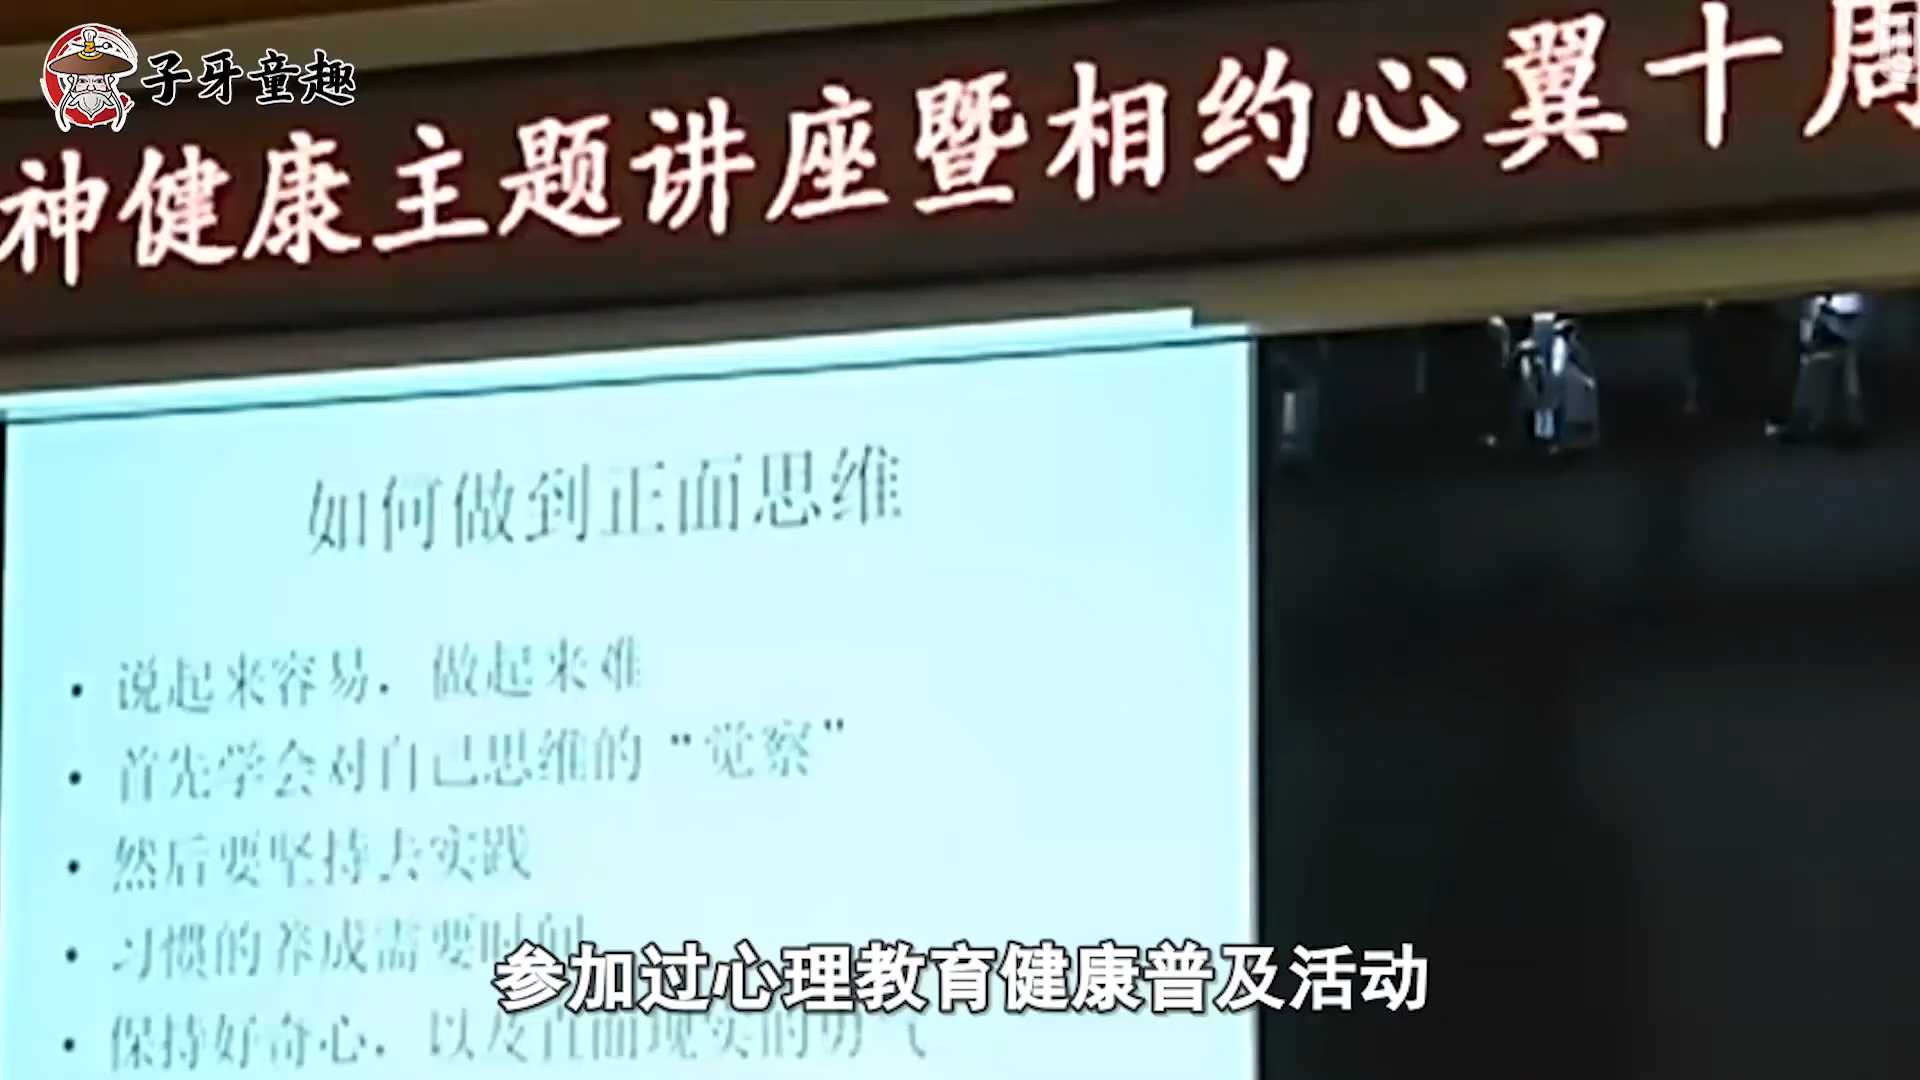 子牙童趣
神健康主题讲座暨相约心翼十周
如何做到正面思维
• 说起来容易，做起来难
• 首先学会对自己思维的“觉察”
• 然后要坚持去实践
• 习惯的养成需要时间
• 保持好奇心，以及直面现实的勇气
参加过心理教育健康普及活动